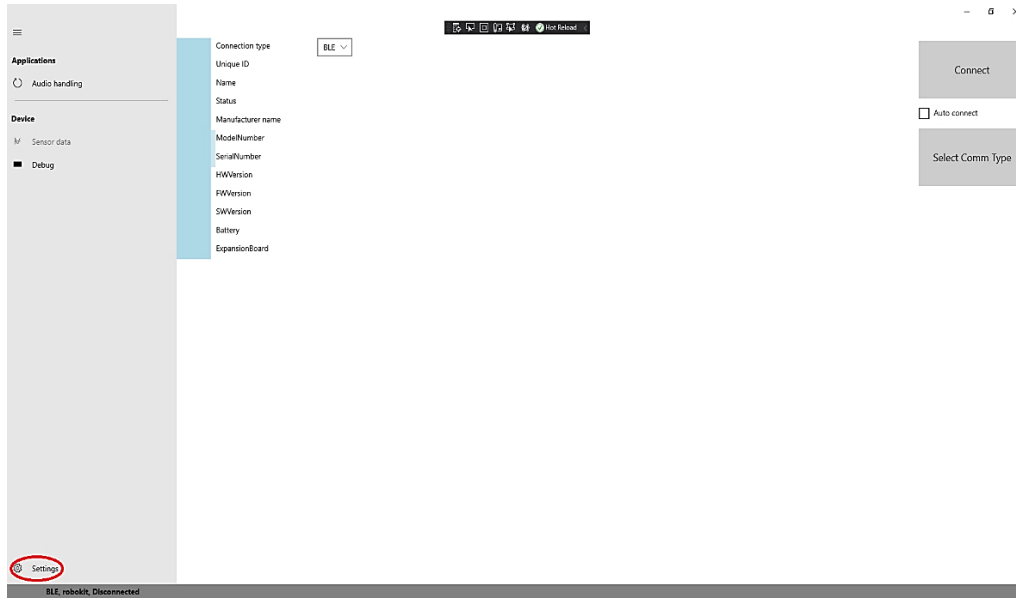 Hot Reload
Applications
Audio handling
Device
Sensor data
Debug
Settings
Connection type
BLE
Unique ID
Name
Status
Manufacturer name
ModelNumber
SerialNumber
HWVersion
FWVersion
SWVersion
Battery
ExpansionBoard
Connect
Auto connect
Select Comm Type
BLE, robokit, Disconnected